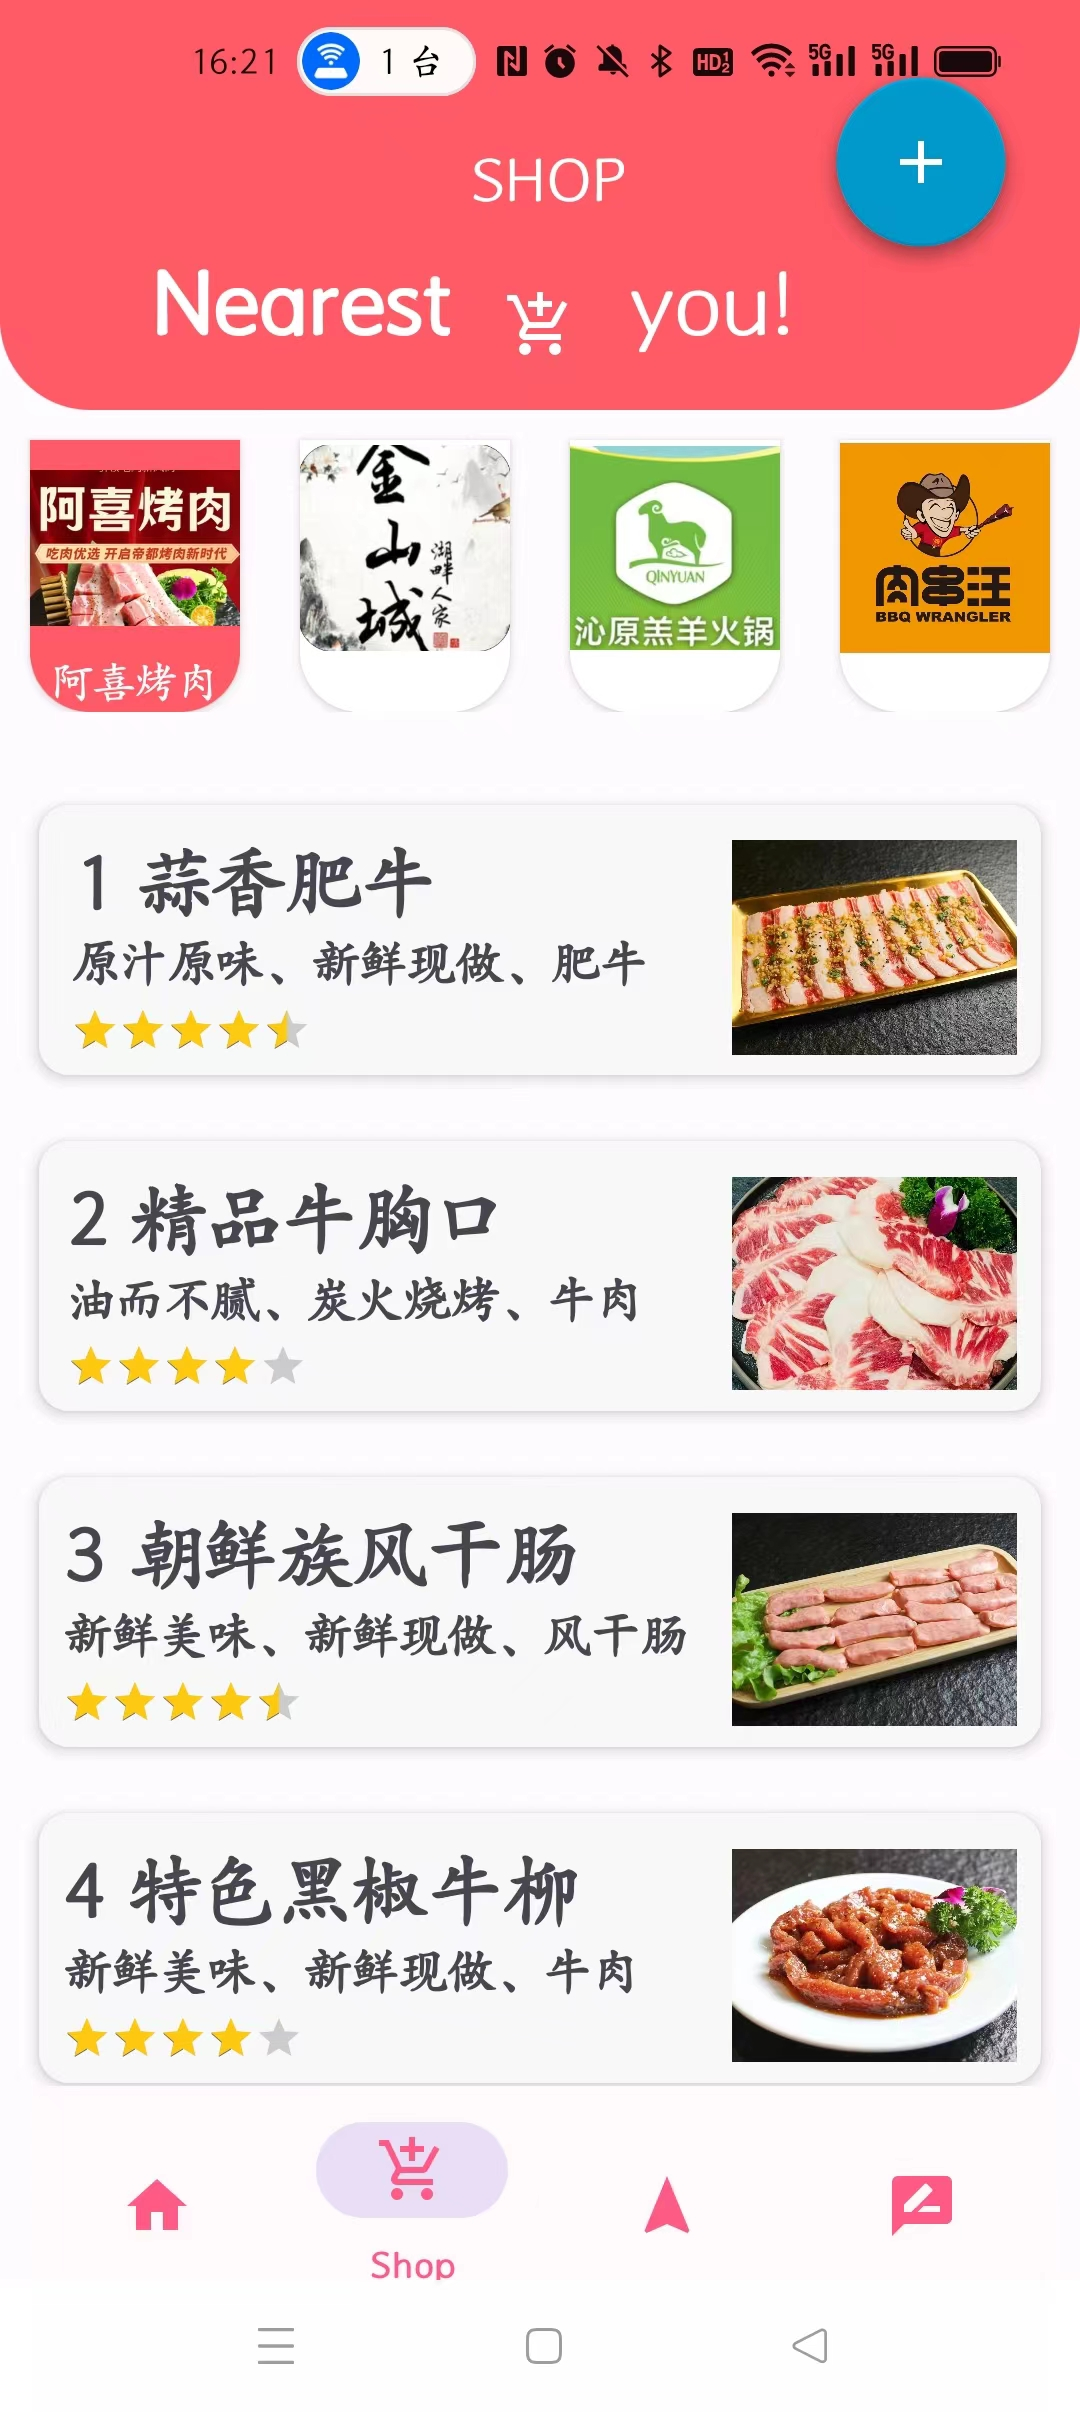 16:21
1 台
HD 1 2
5G
5G
SHOP
Nearest you!
阿喜烤肉
吃肉优选 开启帝都烤肉新时代
阿喜烤肉
金山城
湖畔人家
QINYUAN
沁原羔羊火锅
肉串王
BBQ WRANGLER
1 蒜香肥牛
原汁原味、新鲜现做、肥牛
2 精品牛胸口
油而不腻、炭火烧烤、牛肉
3 朝鲜族风干肠
新鲜美味、新鲜现做、风干肠
4 特色黑椒牛柳
新鲜美味、新鲜现做、牛肉
Shop